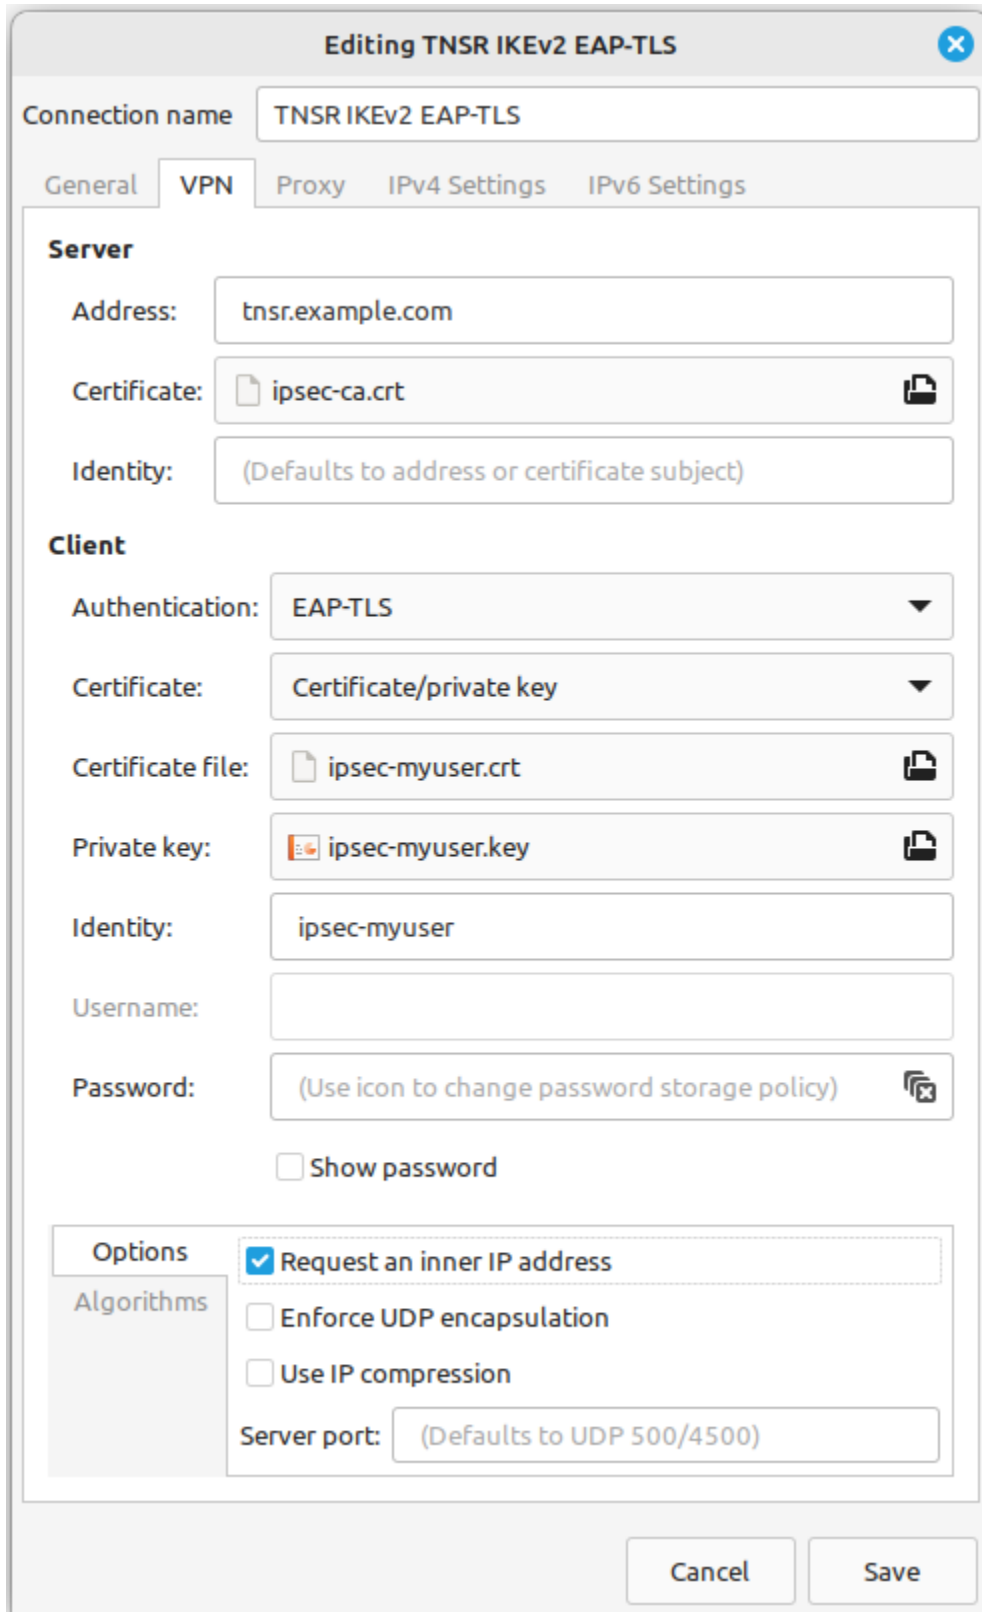 Editing TNSR IKEv2 EAP-TLS
Connection name TNSR IKEv2 EAP-TLS
General VPN Proxy IPv4 Settings IPv6 Settings
Server
Address: tnsr.example.com
Certificate: ipsec-ca.crt
Identity: (Defaults to address or certificate subject)
Client
Authentication: EAP-TLS
Certificate: Certificate/private key
Certificate file: ipsec-myuser.crt
Private key: ipsec-myuser.key
Identity: ipsec-myuser
Username:
Password: (Use icon to change password storage policy)
Show password
Options
Request an inner IP address
Algorithms
Enforce UDP encapsulation
Use IP compression
Server port: (Defaults to UDP 500/4500)
Cancel Save